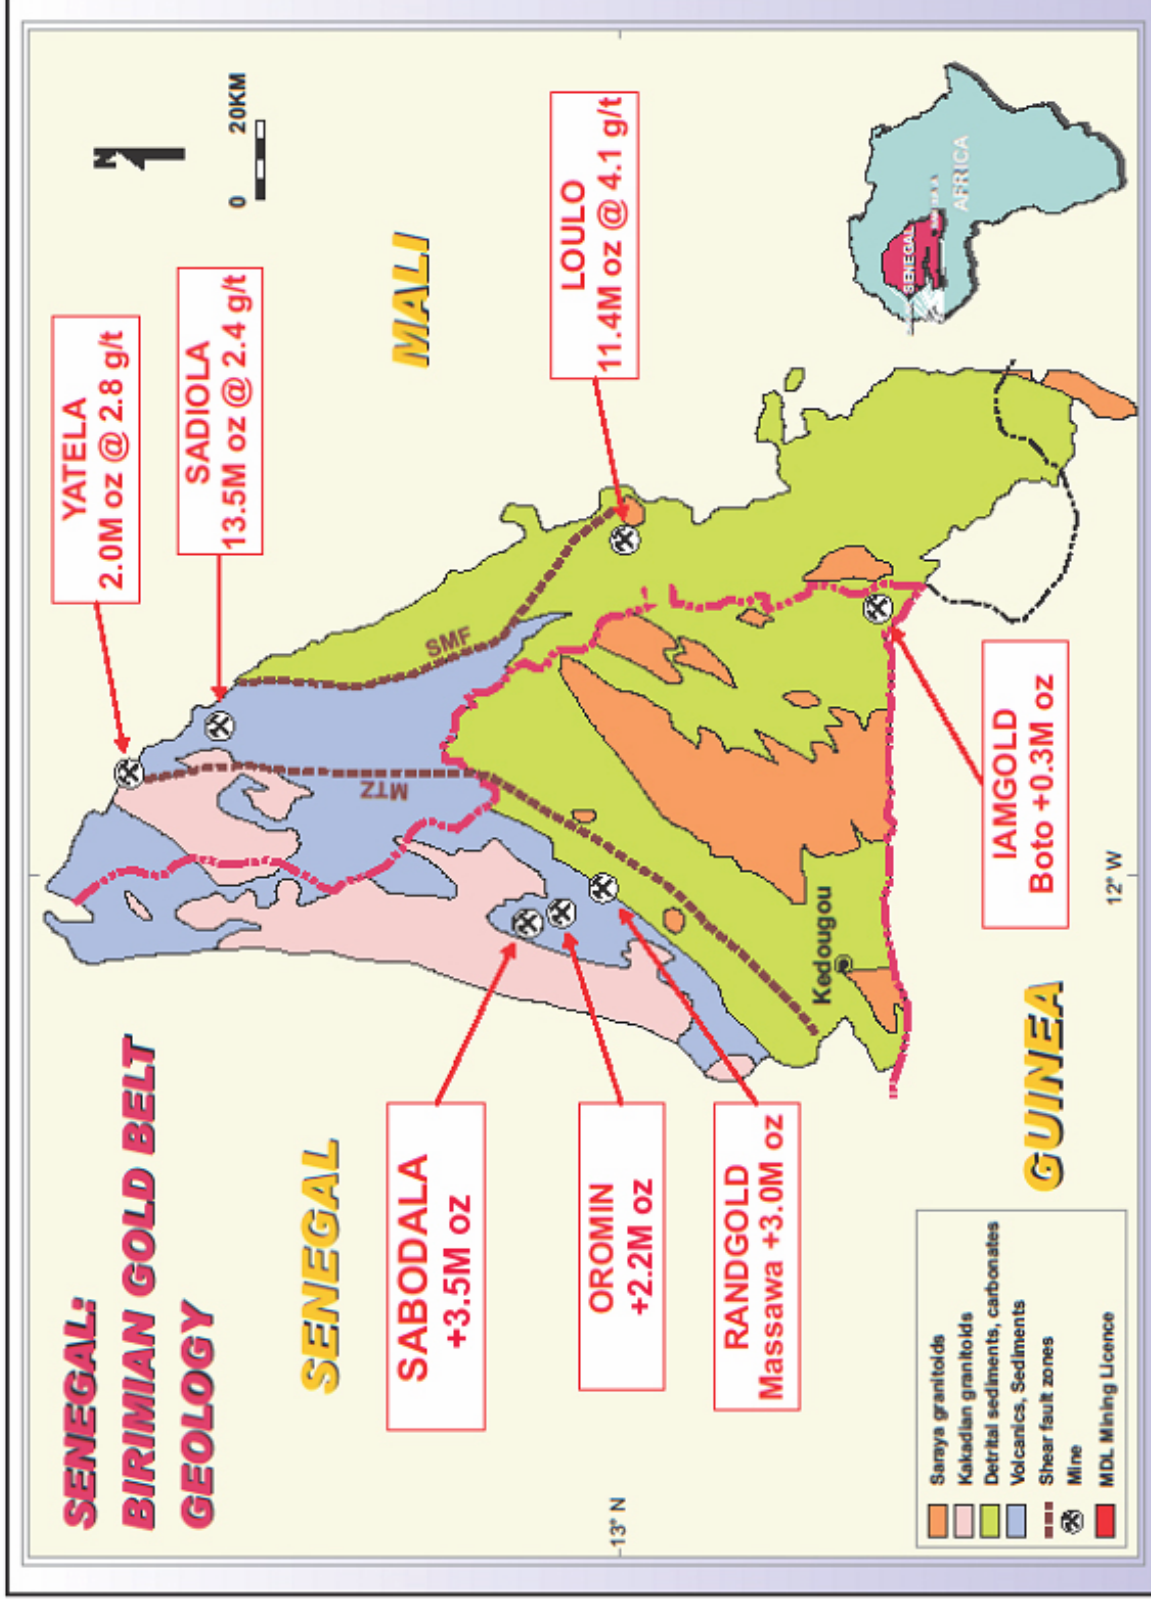 SENEGAL:
BIRIMIAN GOLD BELT
GEOLOGY
N
0 20KM
YATELA
2.0M oz @ 2.8 g/t
SADIOLA
13.5M oz @ 2.4 g/t
MALI
LOULO
11.4M oz @ 4.1 g/t
SENEGAL
SABODALA
+3.5M oz
OROMIN
+2.2M oz
RANDGOLD
Massawa +3.0M oz
SMF
MTZ
Kedougou
IAMGOLD
Boto +0.3M oz
GUINEA
13° N
12° W
SENEGAL
AFRICA
Saraya granitoids
Kakadian granitoids
Detrital sediments, carbonates
Volcanics, Sediments
Shear fault zones
Mine
MDL Mining Licence